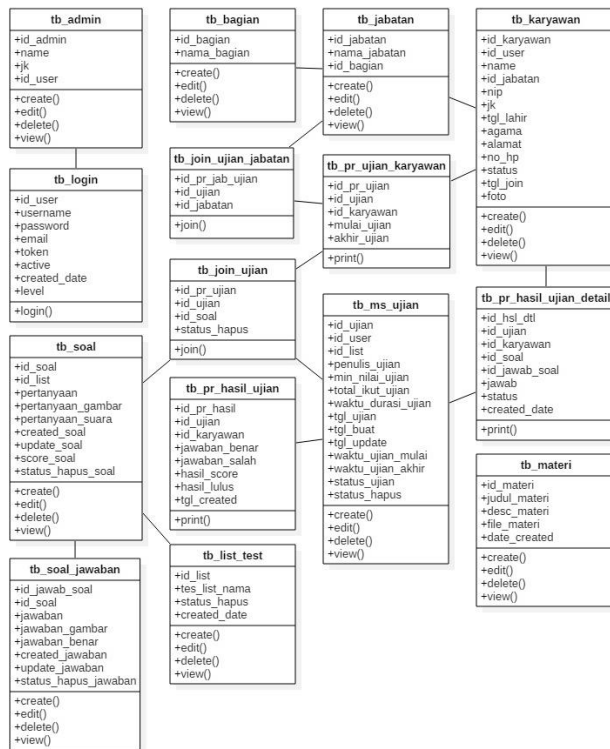 tb_admin
+id_admin
+name
+jk
+id_user
+create()
+edit()
+delete()
+view()
tb_bagian
+id_bagian
+nama_bagian
+create()
+edit()
+delete()
+view()
tb_jabatan
+id_jabatan
+nama_jabatan
+id_bagian
+create()
+edit()
+delete()
+view()
tb_karyawan
+id_karyawan
+id_user
+name
+id_jabatan
+nip
+jk
+tgl_lahir
+agama
+alamat
+no_hp
+status
+tgl_join
+foto
+create()
+edit()
+delete()
+view()
tb_login
+id_user
+username
+password
+email
+token
+active
+created_date
+level
+login()
tb_join_ujian_jabatan
+id_pr_jab_ujian
+id_ujian
+id_jabatan
+join()
tb_pr_ujian_karyawan
+id_pr_ujian
+id_ujian
+id_karyawan
+mulai_ujian
+akhir_ujian
+print()
tb_join_ujian
+id_pr_ujian
+id_ujian
+id_soal
+status_hapus
+join()
tb_ms_ujian
+id_ujian
+id_user
+id_list
+penulis_ujian
+min_nilai_ujian
+total_ikut_ujian
+waktu_durasi_ujian
+tgl_ujian
+tgl_buat
+tgl_update
+waktu_ujian_mulai
+waktu_ujian_akhir
+status_ujian
+status_hapus
+create()
+edit()
+delete()
+view()
tb_pr_hasil_ujian_detail
+id_hsl_dtl
+id_ujian
+id_karyawan
+id_soal
+id_jawab_soal
+jawab
+status
+created_date
+print()
tb_soal
+id_soal
+id_list
+pertanyaan
+pertanyaan_gambar
+pertanyaan_suara
+created_soal
+update_soal
+score_soal
+status_hapus_soal
+create()
+edit()
+delete()
+view()
tb_pr_hasil_ujian
+id_pr_hasil
+id_ujian
+id_karyawan
+jawaban_benar
+jawaban_salah
+hasil_score
+hasil_lulus
+tgl_created
+print()
tb_materi
+id_materi
+judul_materi
+desc_materi
+file_materi
+date_created
+create()
+edit()
+delete()
+view()
tb_soal_jawaban
+id_jawab_soal
+id_soal
+jawaban
+jawaban_gambar
+jawaban_benar
+created_jawaban
+update_jawaban
+status_hapus_jawaban
+create()
+edit()
+delete()
+view()
tb_list_test
+id_list
+tes_list_nama
+status_hapus
+created_date
+create()
+edit()
+delete()
+view()